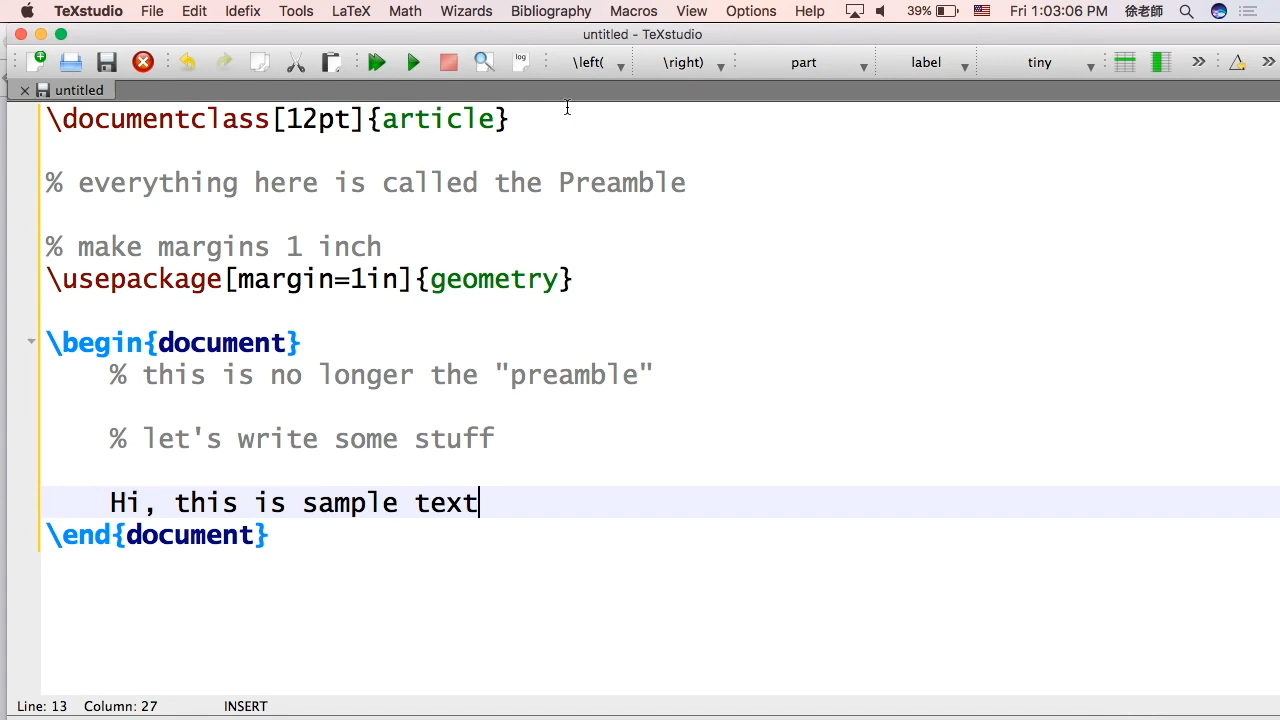 TeXstudio File Edit Idefix Tools LaTeX Math Wizards Bibliography Macros View Options Help 39% Fri 1:03:06 PM 徐老師
untitled - TeXstudio
log \left( \right) part label tiny
untitled
\documentclass[12pt]{article}
% everything here is called the Preamble
% make margins 1 inch
\usepackage[margin=1in]{geometry}
\begin{document}
% this is no longer the "preamble"
% let's write some stuff
Hi, this is sample text
\end{document}
Line: 13 Column: 27 INSERT